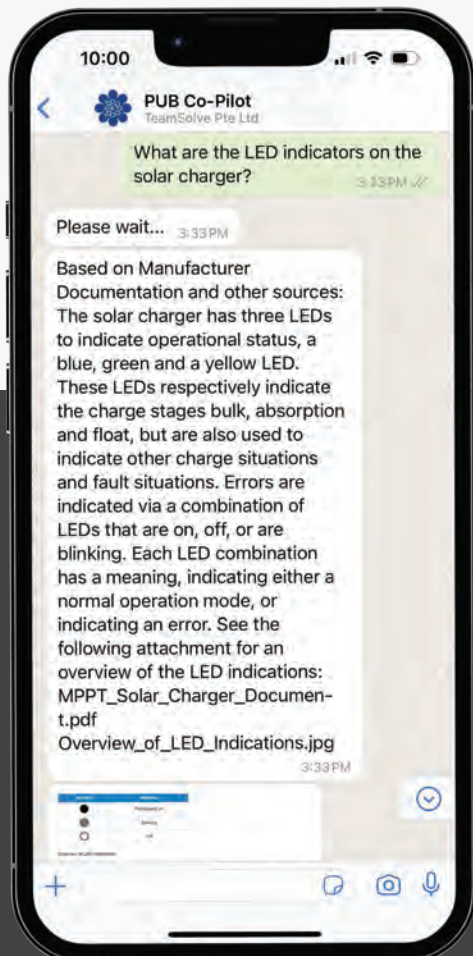 10:00
PUB Co-Pilot
TeamSolve Pte Ltd
What are the LED indicators on the
solar charger?
3:33PM
Please wait...
3:33PM
Based on Manufacturer
Documentation and other sources:
The solar charger has three LEDs
to indicate operational status, a
blue, green and a yellow LED.
These LEDs respectively indicate
the charge stages bulk, absorption
and float, but are also used to
indicate other charge situations
and fault situations. Errors are
indicated via a combination of
LEDs that are on, off, or are
blinking. Each LED combination
has a meaning, indicating either a
normal operation mode, or
indicating an error. See the
following attachment for an
overview of the LED indications:
MPPT_Solar_Charger_Documen-
t.pdf
Overview_of_LED_Indications.jpg
3:33PM